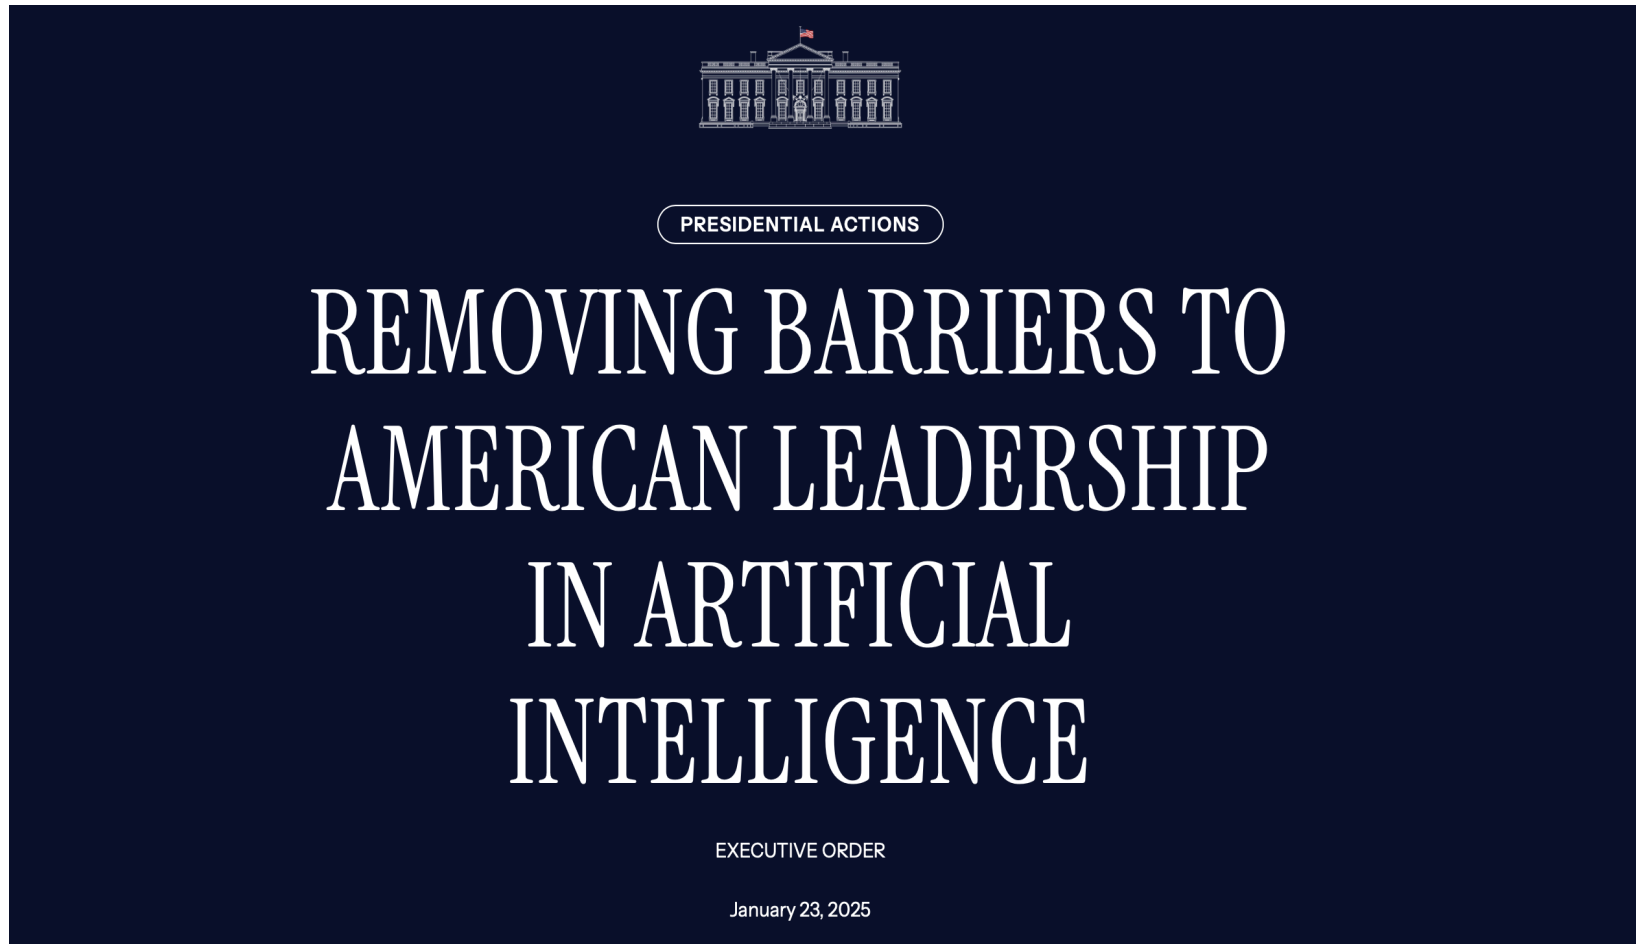 PRESIDENTIAL ACTIONS
REMOVING BARRIERS TO
AMERICAN LEADERSHIP
IN ARTIFICIAL
INTELLIGENCE
EXECUTIVE ORDER
January 23, 2025